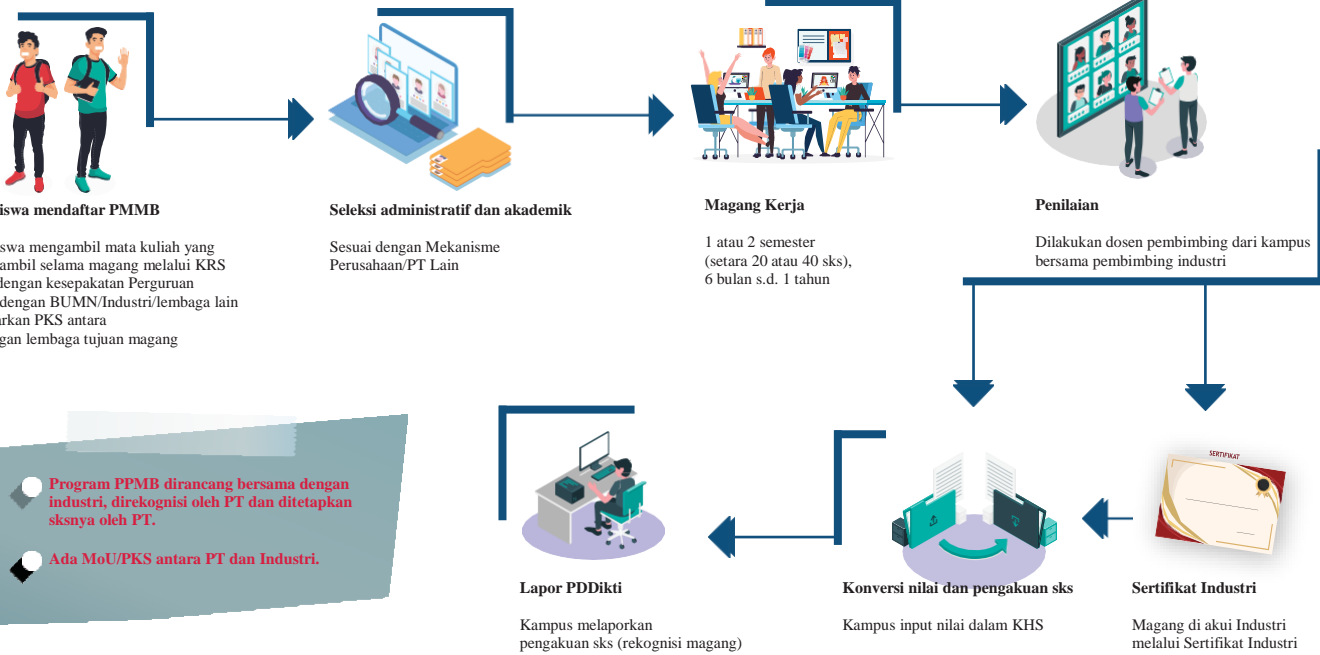 iswa mendaftar PMMB
swa mengambil mata kuliah yang
ambil selama magang melalui KRS
dengan kesepakatan Perguruan
dengan BUMN/Industri/lembaga lain
arkan PKS antara
gan lembaga tujuan magang
Seleksi administratif dan akademik
Sesuai dengan Mekanisme
Perusahaan/PT Lain
Magang Kerja
1 atau 2 semester
(setara 20 atau 40 sks),
6 bulan s.d. 1 tahun
Penilaian
Dilakukan dosen pembimbing dari kampus
bersama pembimbing industri
Program PPMB dirancang bersama dengan
industri, direkognisi oleh PT dan ditetapkan
sksnya oleh PT.
Ada MoU/PKS antara PT dan Industri.
Lapor PDDikti
Kampus melaporkan
pengakuan sks (rekognisi magang)
Konversi nilai dan pengakuan sks
Kampus input nilai dalam KHS
SERTIFIKAT
Sertifikat Industri
Magang di akui Industri
melalui Sertifikat Industri